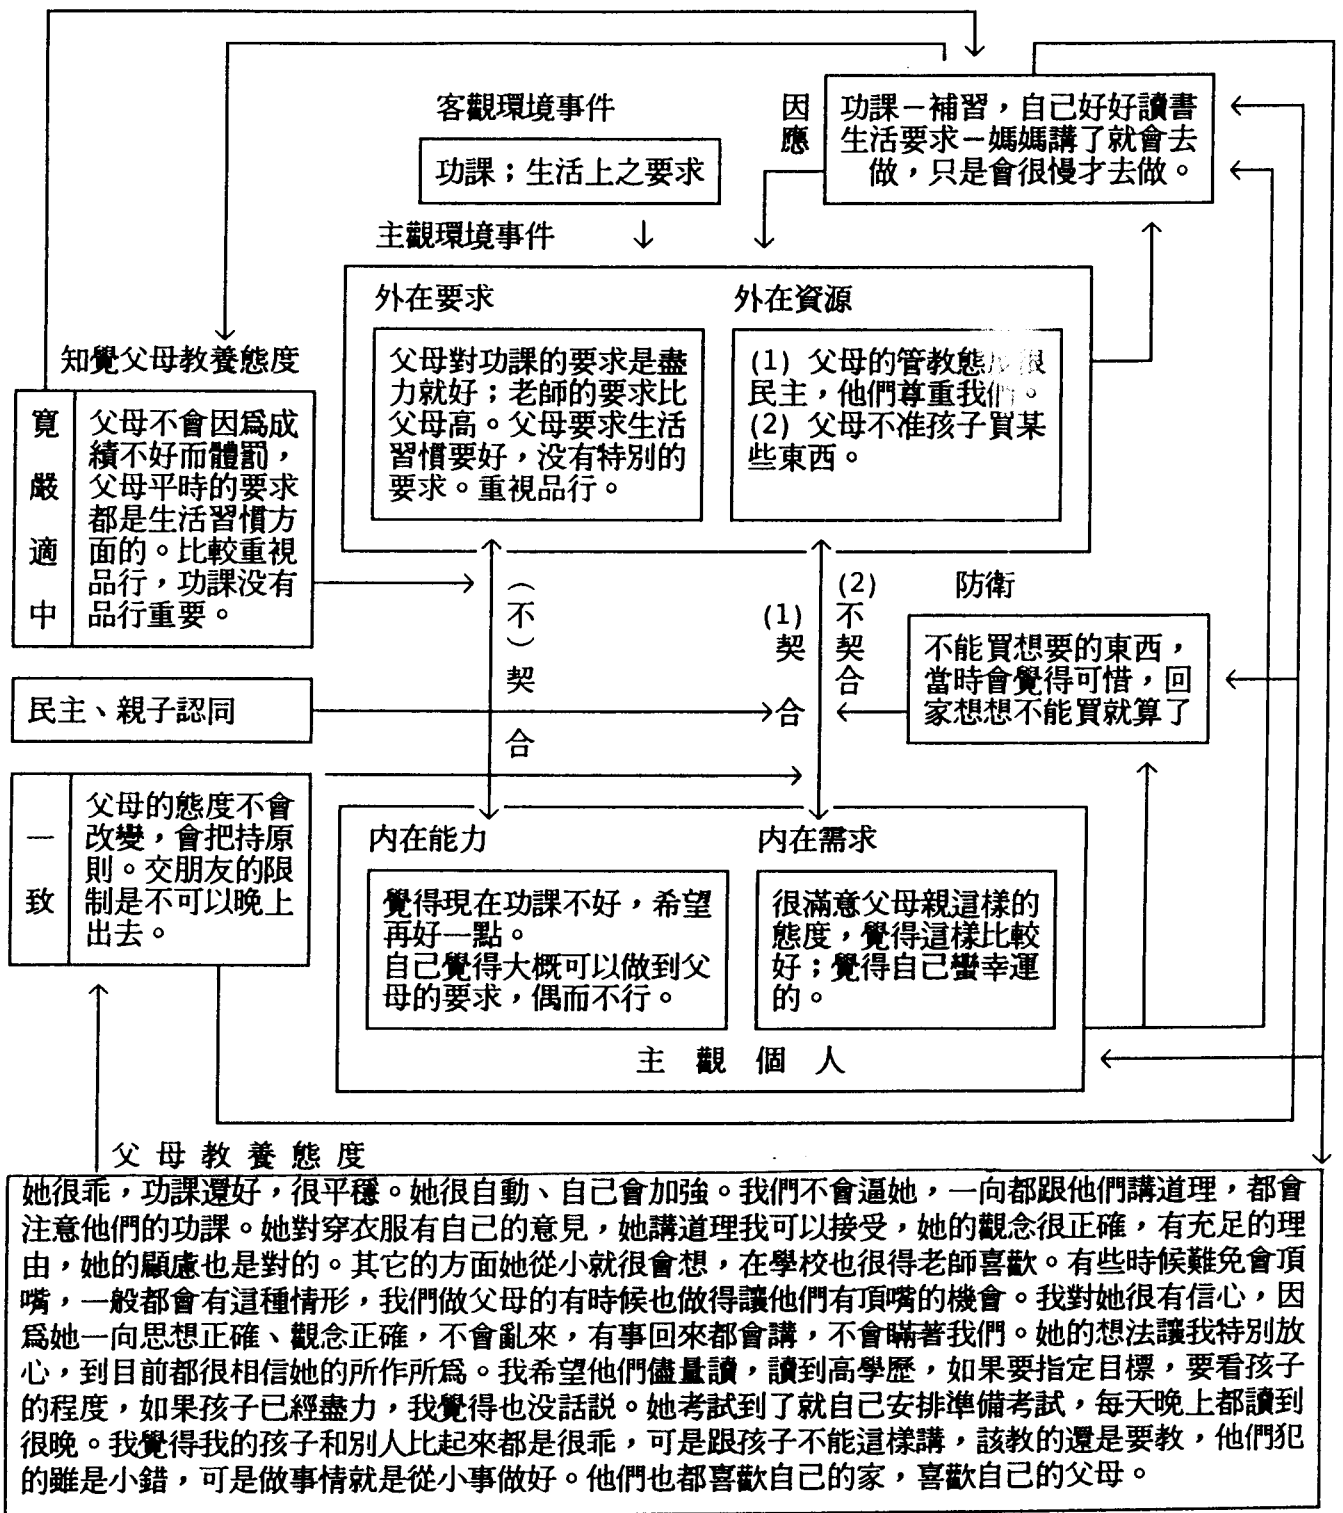 客觀環境事件
功課；生活上之要求
因應
功課－補習，自己好好讀書
生活要求－媽媽講了就會去
做，只是會很慢才去做。
主觀環境事件
外在要求
父母對功課的要求是盡
力就好；老師的要求比
父母高。父母要求生活
習慣要好，没有特別的
要求。重視品行。
外在資源
(1) 父母的管教態度很
民主，他們尊重我們。
(2) 父母不准孩子買某
些東西。
知覺父母教養態度
寬嚴適中
父母不會因爲成
績不好而體罰，
父母平時的要求
都是生活習慣方
面的。比較重視
品行，功課没有
品行重要。
（不）契合
(1)契合
(2)不契合
防衛
不能買想要的東西，
當時會覺得可惜，回
家想想不能買就算了
民主、親子認同
一致
父母的態度不會
改變，會把持原
則。交朋友的限
制是不可以晚上
出去。
内在能力
覺得現在功課不好，希望
再好一點。
自己覺得大概可以做到父
母的要求，偶而不行。
内在需求
很滿意父母親這樣的
態度，覺得這樣比較
好；覺得自己蠻幸運
的。
主觀個人
父母教養態度
她很乖，功課還好，很平穩。她很自動、自己會加強。我們不會逼她，一向都跟他們講道理，都會
注意他們的功課。她對穿衣服有自己的意見，她講道理我可以接受，她的觀念很正確，有充足的理
由，她的顧慮也是對的。其它的方面她從小就很會想，在學校也很得老師喜歡。有些時候難免會頂
嘴，一般都會有這種情形，我們做父母的有時候也做得讓他們有頂嘴的機會。我對她很有信心，因
爲她一向思想正確、觀念正確，不會亂來，有事回來都會講，不會瞞著我們。她的想法讓我特別放
心，到目前都很相信她的所作所爲。我希望他們儘量讀，讀到高學歷，如果要指定目標，要看孩子
的程度，如果孩子已經盡力，我覺得也没話説。她考試到了就自己安排準備考試，每天晚上都讀到
很晚。我覺得我的孩子和別人比起來都是很乖，可是跟孩子不能這樣講，該教的還是要教，他們犯
的雖是小錯，可是做事情就是從小事做好。他們也都喜歡自己的家，喜歡自己的父母。